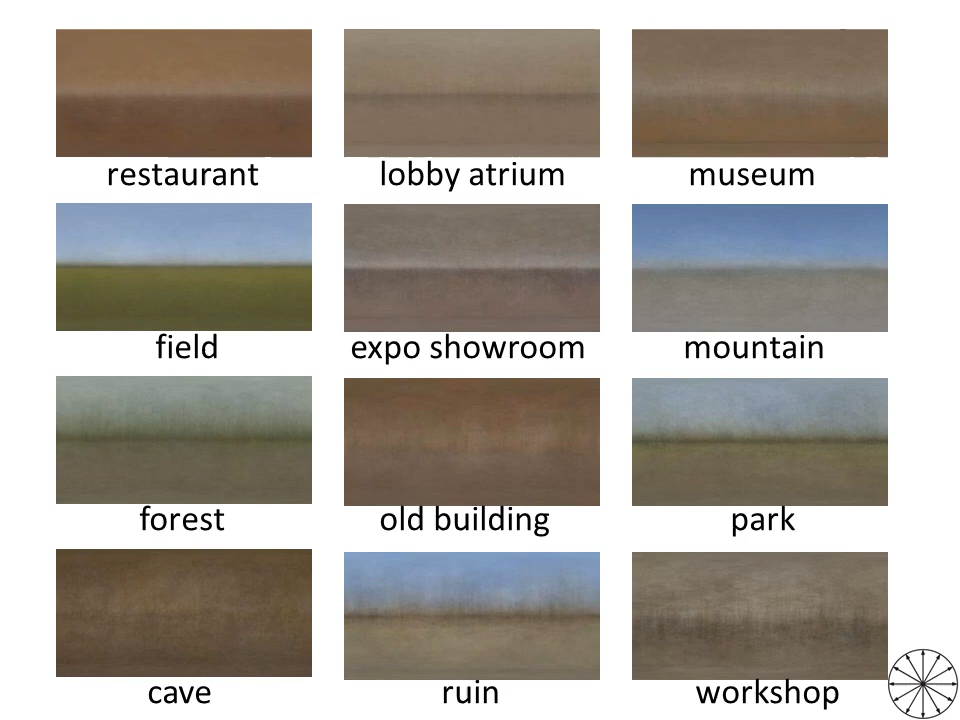 restaurant
lobby atrium
museum
field
expo showroom
mountain
forest
old building
park
cave
ruin
workshop